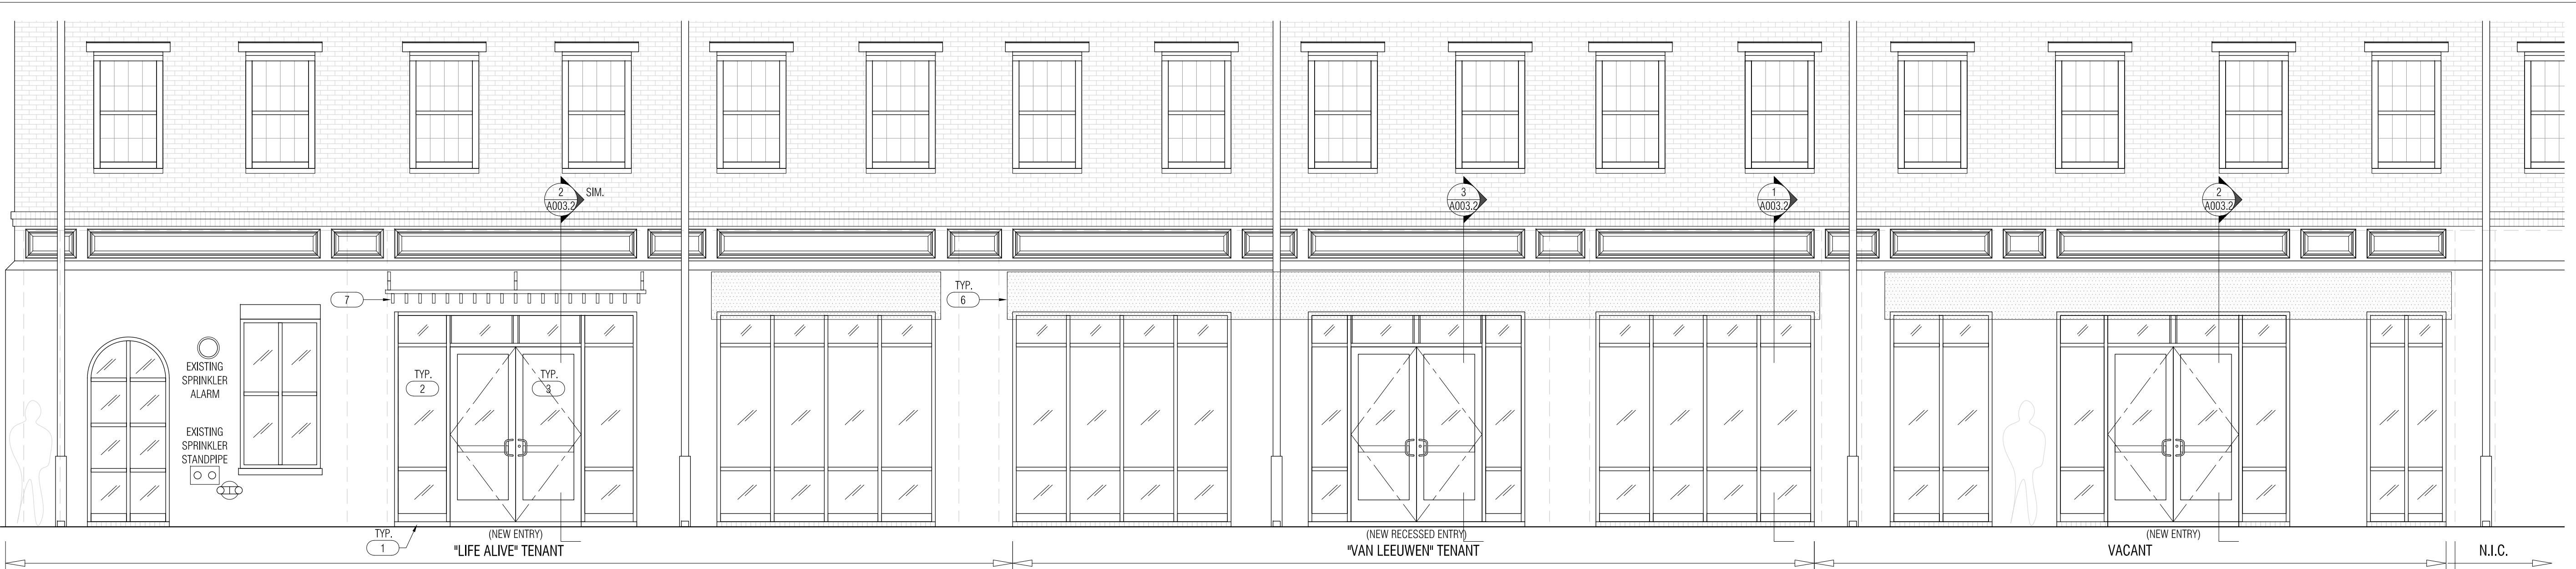 2
A003.2
SIM.
3
A003.2
1
A003.2
2
A003.2
7
TYP.
6
EXISTING
SPRINKLER
ALARM
TYP.
2
TYP.
3
EXISTING
SPRINKLER
STANDPIPE
TYP.
1
(NEW ENTRY)
"LIFE ALIVE" TENANT
(NEW RECESSED ENTRY)
"VAN LEEUWEN" TENANT
(NEW ENTRY)
VACANT
N.I.C.